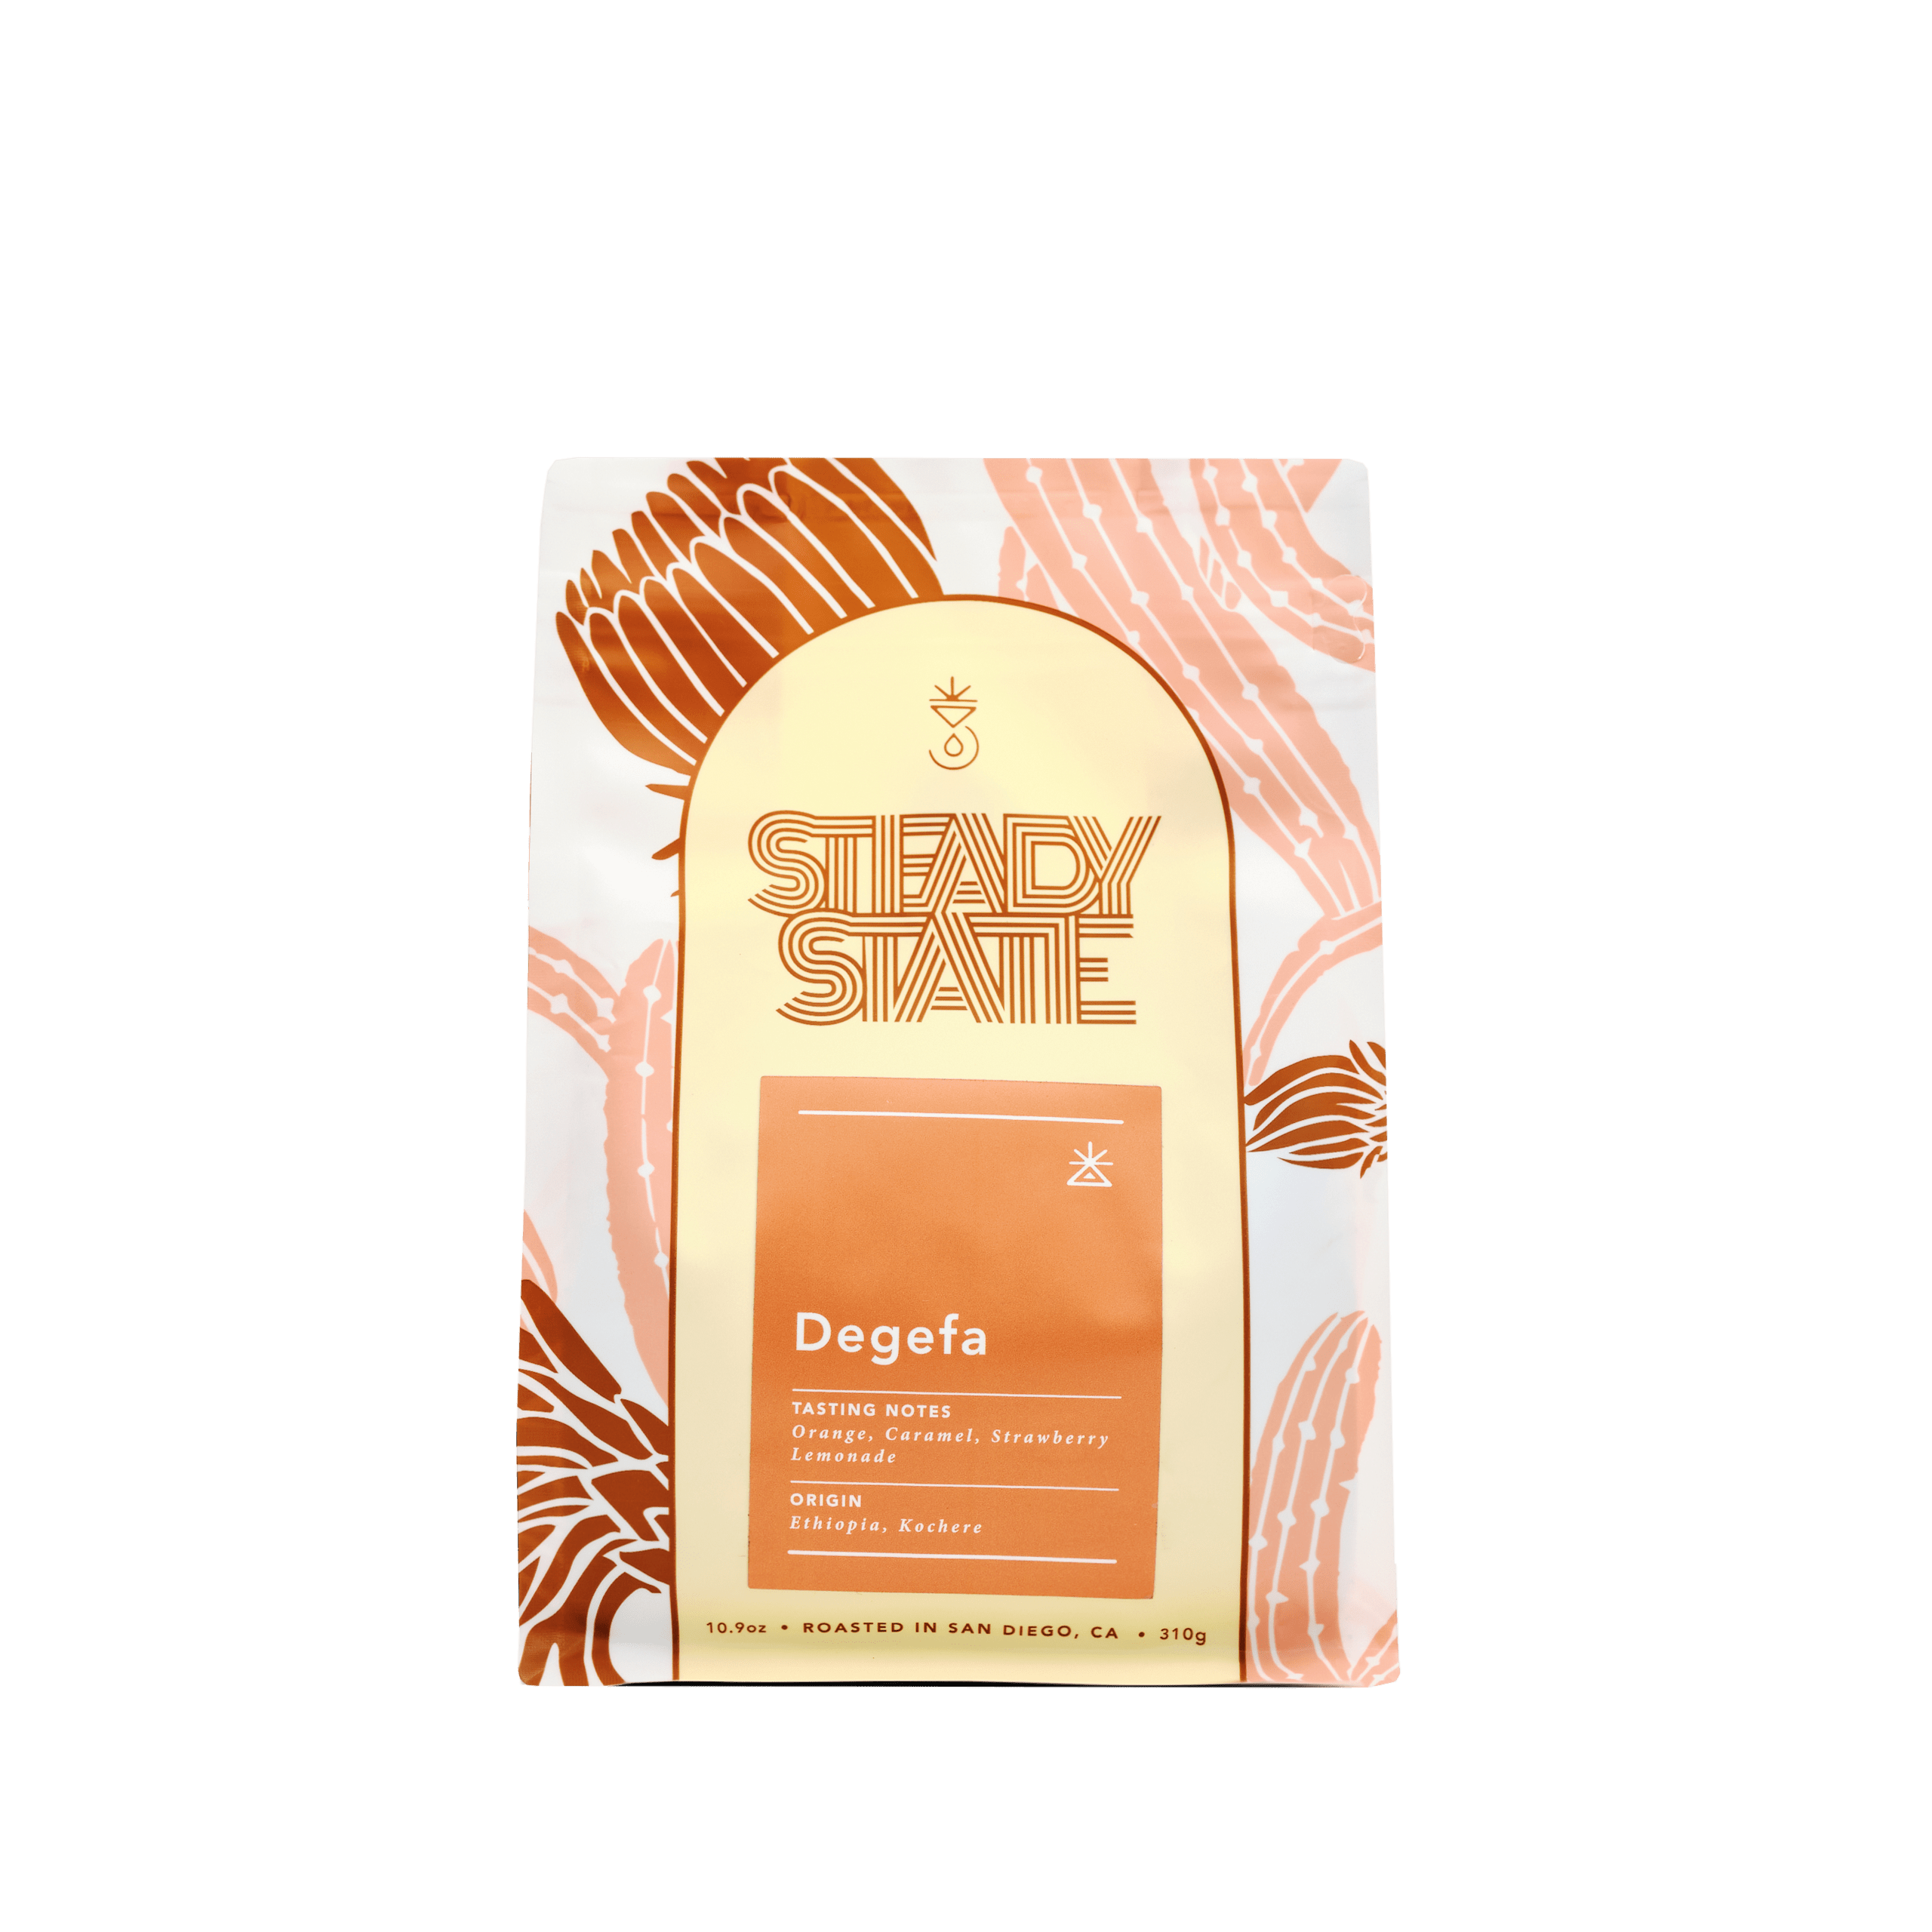 STEADY
STATE
Degefa
TASTING NOTES
Orange, Caramel, Strawberry
Lemonade
ORIGIN
Ethiopia, Kochere
10.9oz • ROASTED IN SAN DIEGO, CA • 310g